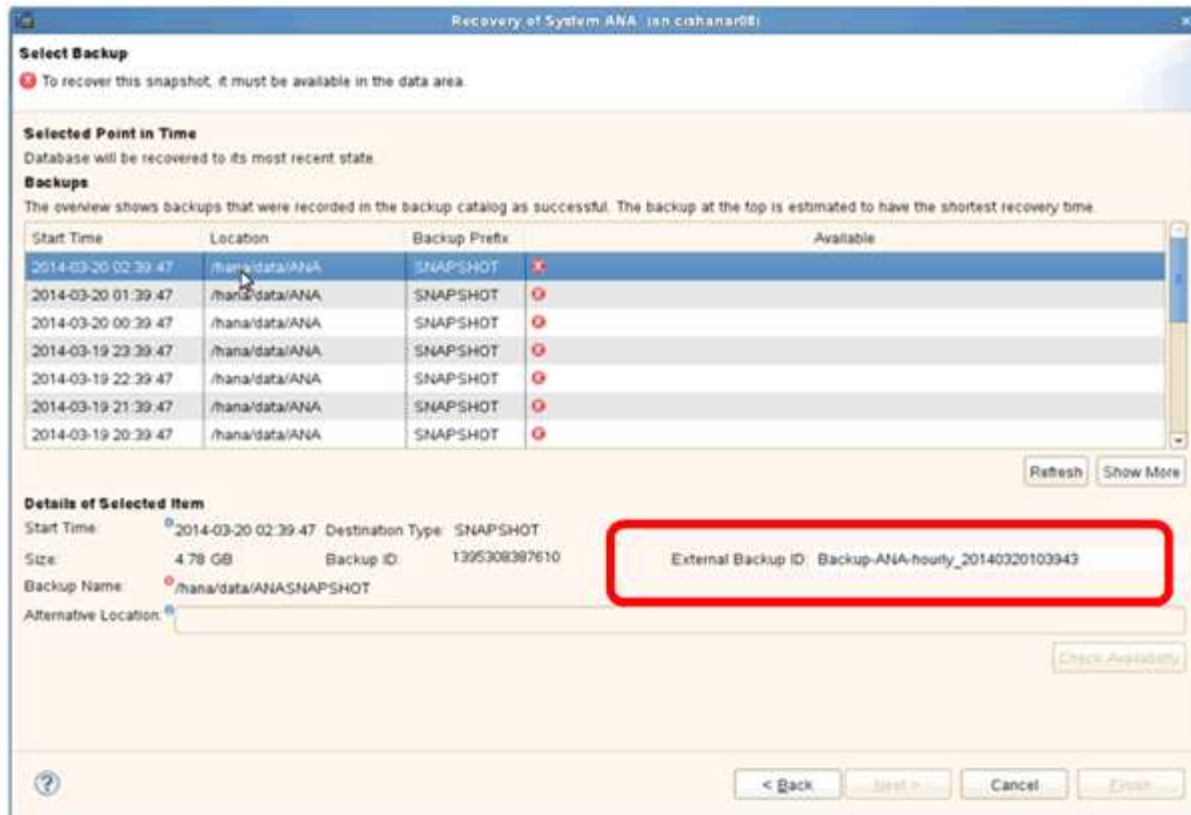 Recovery of System ANA (on cishanar08)
Select Backup
To recover this snapshot, it must be available in the data area.
Selected Point in Time
Database will be recovered to its most recent state.
Backups
The overview shows backups that were recorded in the backup catalog as successful. The backup at the top is estimated to have the shortest recovery time.
Start Time Location Backup Prefix Available
2014-03-20 02:39:47 /hana/data/ANA SNAPSHOT
2014-03-20 01:39:47 /hana/data/ANA SNAPSHOT
2014-03-20 00:39:47 /hana/data/ANA SNAPSHOT
2014-03-19 23:39:47 /hana/data/ANA SNAPSHOT
2014-03-19 22:39:47 /hana/data/ANA SNAPSHOT
2014-03-19 21:39:47 /hana/data/ANA SNAPSHOT
2014-03-19 20:39:47 /hana/data/ANA SNAPSHOT
Refresh Show More
Details of Selected Item
Start Time: 2014-03-20 02:39:47 Destination Type: SNAPSHOT
Size: 4.78 GB Backup ID: 1395308387610 External Backup ID: Backup-ANA-hourly_20140320103943
Backup Name: /hana/data/ANASNAPSHOT
Alternative Location:
Check Availability
< Back Next > Cancel Finish